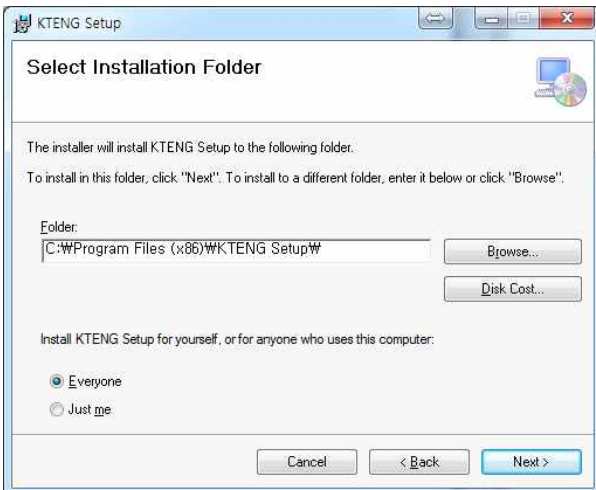 KTENG Setup
Select Installation Folder
The installer will install KTENG Setup to the following folder.
To install in this folder, click "Next". To install to a different folder, enter it below or click "Browse".
Folder:
C:₩Program Files (x86)₩KTENG Setup₩
Browse...
Disk Cost...
Install KTENG Setup for yourself, or for anyone who uses this computer:
Everyone
Just me
Cancel
< Back
Next >